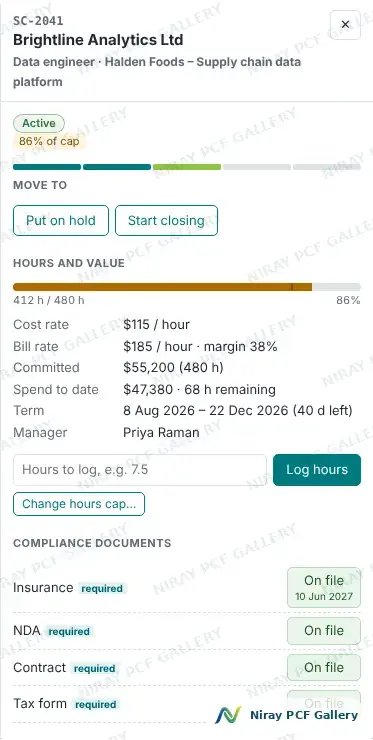 SC-2041
×
Brightline Analytics Ltd
Data engineer · Halden Foods – Supply chain data
platform
Active
86% of cap
MOVE TO
Put on hold
Start closing
HOURS AND VALUE
412 h / 480 h
86%
Cost rate $115 / hour
Bill rate $185 / hour · margin 38%
Committed $55,200 (480 h)
Spend to date $47,380 · 68 h remaining
Term 8 Aug 2026 – 22 Dec 2026 (40 d left)
Manager Priya Raman
Hours to log, e.g. 7.5
Log hours
Change hours cap…
COMPLIANCE DOCUMENTS
Insurance required On file
10 Jun 2027
NDA required On file
Contract required On file
Tax form required On file
Niray PCF Gallery
NIRAY PCF GALLERY